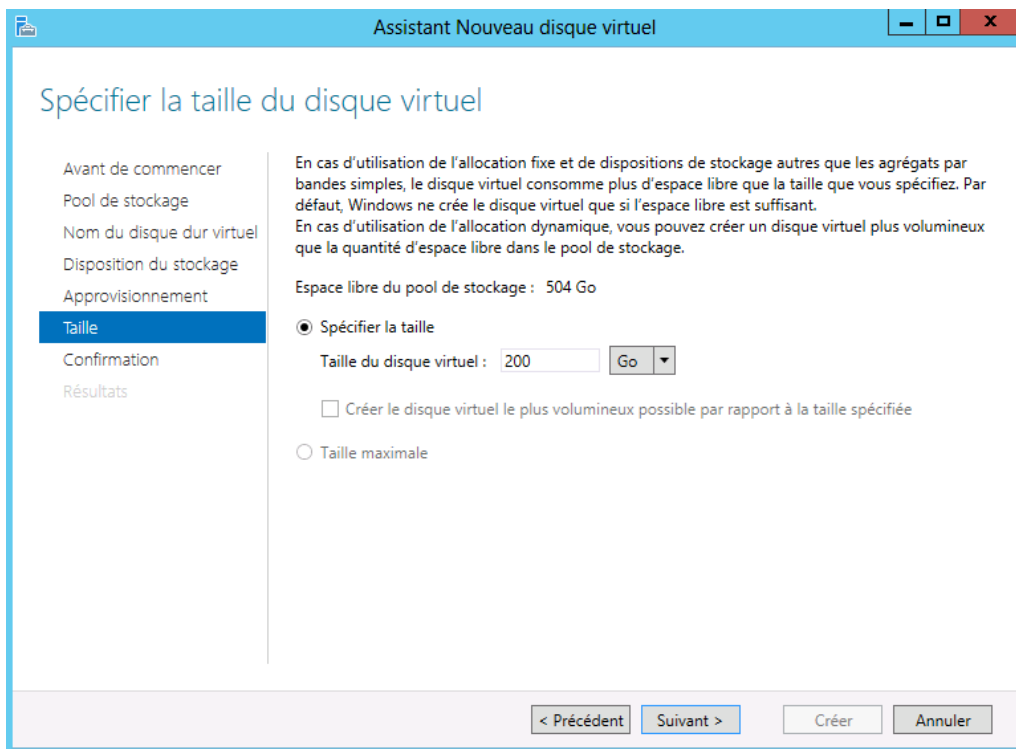 Assistant Nouveau disque virtuel
Spécifier la taille du disque virtuel
Avant de commencer
Pool de stockage
Nom du disque dur virtuel
Disposition du stockage
Approvisionnement
Taille
Confirmation
Résultats
En cas d'utilisation de l'allocation fixe et de dispositions de stockage autres que les agrégats par
bandes simples, le disque virtuel consomme plus d'espace libre que la taille que vous spécifiez. Par
défaut, Windows ne crée le disque virtuel que si l'espace libre est suffisant.
En cas d'utilisation de l'allocation dynamique, vous pouvez créer un disque virtuel plus volumineux
que la quantité d'espace libre dans le pool de stockage.
Espace libre du pool de stockage : 504 Go
Spécifier la taille
Taille du disque virtuel : 200 Go
Créer le disque virtuel le plus volumineux possible par rapport à la taille spécifiée
Taille maximale
< Précédent Suivant > Créer Annuler